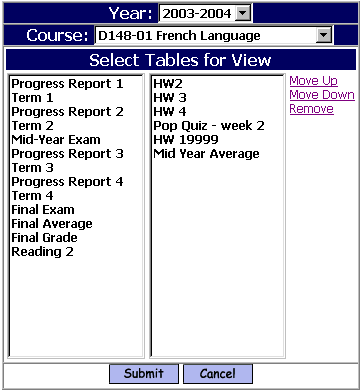 Year: 2003-2004
Course: D148-01 French Language
Select Tables for View
Progress Report 1
Term 1
Progress Report 2
Term 2
Mid-Year Exam
Progress Report 3
Term 3
Progress Report 4
Term 4
Final Exam
Final Average
Final Grade
Reading 2
HW2
HW 3
HW 4
Pop Quiz - week 2
HW 19999
Mid Year Average
Move Up
Move Down
Remove
Submit Cancel